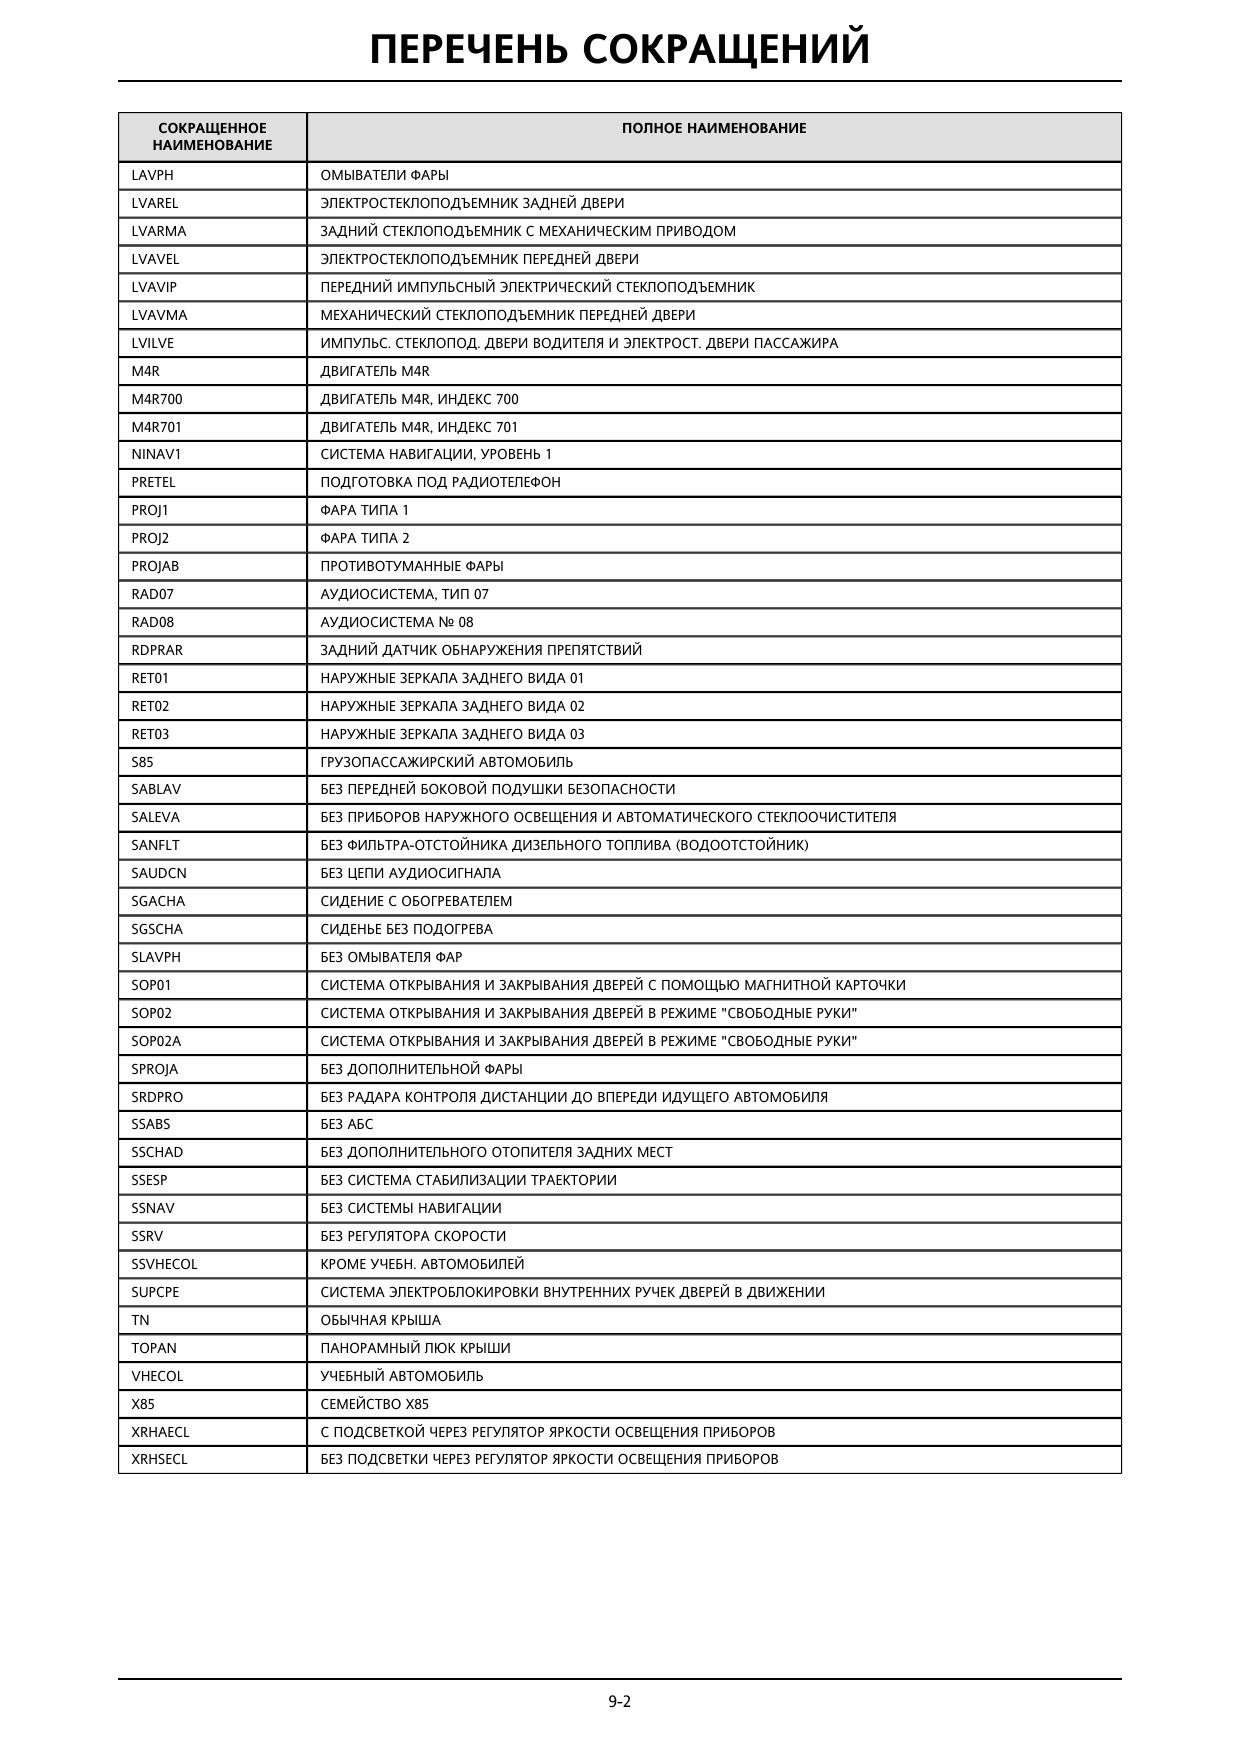 ПЕРЕЧЕНЬ СОКРАЩЕНИЙ
СОКРАЩЕННОЕ НАИМЕНОВАНИЕ ПОЛНОЕ НАИМЕНОВАНИЕ
LAVPH ОМЫВАТЕЛИ ФАРЫ
LVAREL ЭЛЕКТРОСТЕКЛОПОДЪЕМНИК ЗАДНЕЙ ДВЕРИ
LVARMA ЗАДНИЙ СТЕКЛОПОДЪЕМНИК С МЕХАНИЧЕСКИМ ПРИВОДОМ
LVAVEL ЭЛЕКТРОСТЕКЛОПОДЪЕМНИК ПЕРЕДНЕЙ ДВЕРИ
LVAVIP ПЕРЕДНИЙ ИМПУЛЬСНЫЙ ЭЛЕКТРИЧЕСКИЙ СТЕКЛОПОДЪЕМНИК
LVAVMA МЕХАНИЧЕСКИЙ СТЕКЛОПОДЪЕМНИК ПЕРЕДНЕЙ ДВЕРИ
LVILVE ИМПУЛЬС. СТЕКЛОПОД. ДВЕРИ ВОДИТЕЛЯ И ЭЛЕКТРОСТ. ДВЕРИ ПАССАЖИРА
M4R ДВИГАТЕЛЬ M4R
M4R700 ДВИГАТЕЛЬ M4R, ИНДЕКС 700
M4R701 ДВИГАТЕЛЬ M4R, ИНДЕКС 701
NINAV1 СИСТЕМА НАВИГАЦИИ, УРОВЕНЬ 1
PRETEL ПОДГОТОВКА ПОД РАДИОТЕЛЕФОН
PROJ1 ФАРА ТИПА 1
PROJ2 ФАРА ТИПА 2
PROJAB ПРОТИВОТУМАННЫЕ ФАРЫ
RAD07 АУДИОСИСТЕМА, ТИП 07
RAD08 АУДИОСИСТЕМА № 08
RDPRAR ЗАДНИЙ ДАТЧИК ОБНАРУЖЕНИЯ ПРЕПЯТСТВИЙ
RET01 НАРУЖНЫЕ ЗЕРКАЛА ЗАДНЕГО ВИДА 01
RET02 НАРУЖНЫЕ ЗЕРКАЛА ЗАДНЕГО ВИДА 02
RET03 НАРУЖНЫЕ ЗЕРКАЛА ЗАДНЕГО ВИДА 03
S85 ГРУЗОПАССАЖИРСКИЙ АВТОМОБИЛЬ
SABLAV БЕЗ ПЕРЕДНЕЙ БОКОВОЙ ПОДУШКИ БЕЗОПАСНОСТИ
SALEVA БЕЗ ПРИБОРОВ НАРУЖНОГО ОСВЕЩЕНИЯ И АВТОМАТИЧЕСКОГО СТЕКЛООЧИСТИТЕЛЯ
SANFLT БЕЗ ФИЛЬТРА-ОТСТОЙНИКА ДИЗЕЛЬНОГО ТОПЛИВА (ВОДООТСТОЙНИК)
SAUDCN БЕЗ ЦЕПИ АУДИОСИГНАЛА
SGACHA СИДЕНИЕ С ОБОГРЕВАТЕЛЕМ
SGSCHA СИДЕНЬЕ БЕЗ ПОДОГРЕВА
SLAVPH БЕЗ ОМЫВАТЕЛЯ ФАР
SOP01 СИСТЕМА ОТКРЫВАНИЯ И ЗАКРЫВАНИЯ ДВЕРЕЙ С ПОМОЩЬЮ МАГНИТНОЙ КАРТОЧКИ
SOP02 СИСТЕМА ОТКРЫВАНИЯ И ЗАКРЫВАНИЯ ДВЕРЕЙ В РЕЖИМЕ "СВОБОДНЫЕ РУКИ"
SOP02A СИСТЕМА ОТКРЫВАНИЯ И ЗАКРЫВАНИЯ ДВЕРЕЙ В РЕЖИМЕ "СВОБОДНЫЕ РУКИ"
SPROJA БЕЗ ДОПОЛНИТЕЛЬНОЙ ФАРЫ
SRDPRO БЕЗ РАДАРА КОНТРОЛЯ ДИСТАНЦИИ ДО ВПЕРЕДИ ИДУЩЕГО АВТОМОБИЛЯ
SSABS БЕЗ АБС
SSCHAD БЕЗ ДОПОЛНИТЕЛЬНОГО ОТОПИТЕЛЯ ЗАДНИХ МЕСТ
SSESP БЕЗ СИСТЕМА СТАБИЛИЗАЦИИ ТРАЕКТОРИИ
SSNAV БЕЗ СИСТЕМЫ НАВИГАЦИИ
SSRV БЕЗ РЕГУЛЯТОРА СКОРОСТИ
SSVHECOL КРОМЕ УЧЕБН. АВТОМОБИЛЕЙ
SUPCPE СИСТЕМА ЭЛЕКТРОБЛОКИРОВКИ ВНУТРЕННИХ РУЧЕК ДВЕРЕЙ В ДВИЖЕНИИ
TN ОБЫЧНАЯ КРЫША
TOPAN ПАНОРАМНЫЙ ЛЮК КРЫШИ
VHECOL УЧЕБНЫЙ АВТОМОБИЛЬ
X85 СЕМЕЙСТВО X85
XRHAECL С ПОДСВЕТКОЙ ЧЕРЕЗ РЕГУЛЯТОР ЯРКОСТИ ОСВЕЩЕНИЯ ПРИБОРОВ
XRHSECL БЕЗ ПОДСВЕТКИ ЧЕРЕЗ РЕГУЛЯТОР ЯРКОСТИ ОСВЕЩЕНИЯ ПРИБОРОВ
9-2